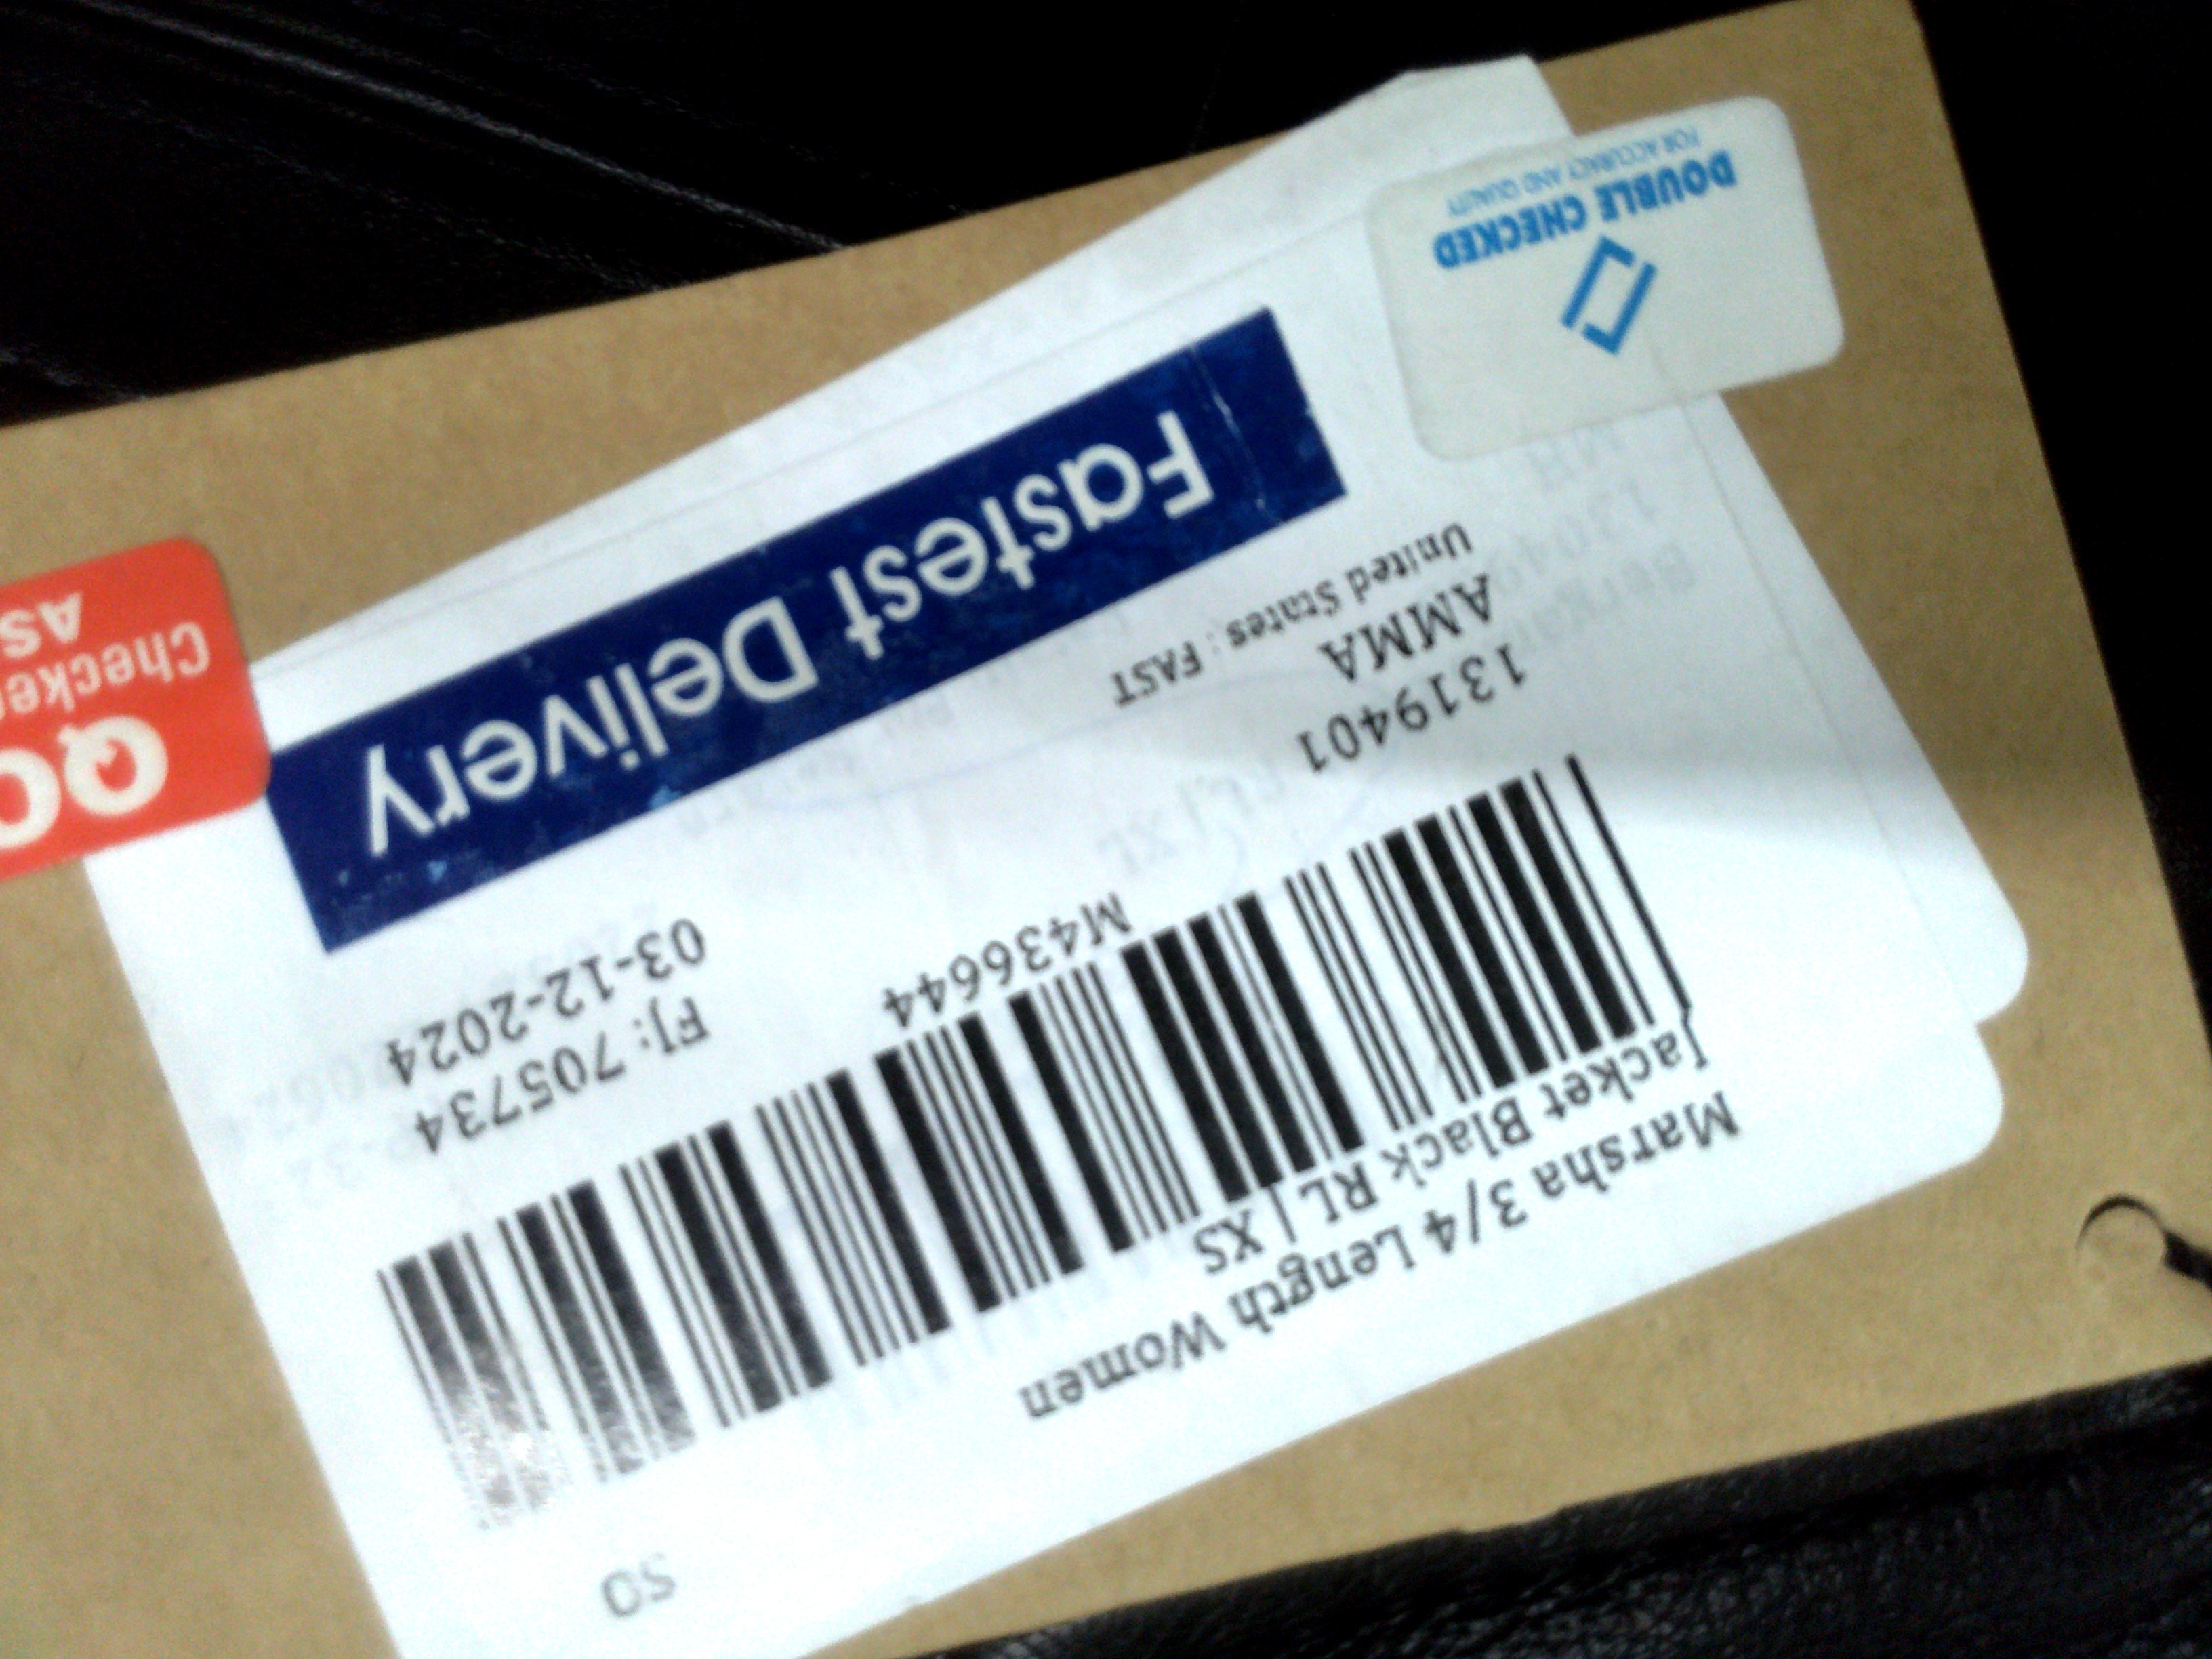 DOUBLE CHECKED
FOR ACCURACY AND QUALITY
QC
Checked
AS
Fastest Delivery
United States : FAST
AMMA
1319401
03-12-2024
FJ: 705734
M436644
Jacket Black RL | XS
Marsha 3/4 Length Women
SO